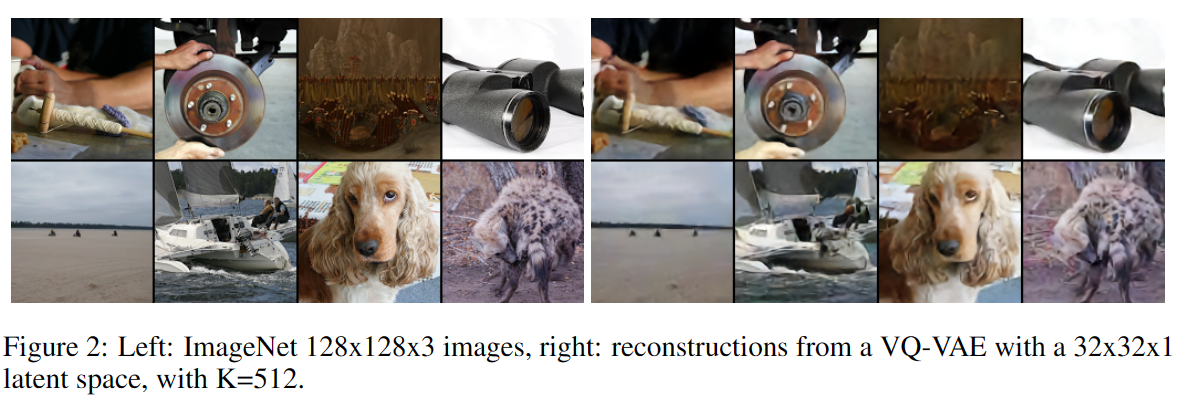 Figure 2: Left: ImageNet 128x128x3 images, right: reconstructions from a VQ-VAE with a 32x32x1
latent space, with K=512.